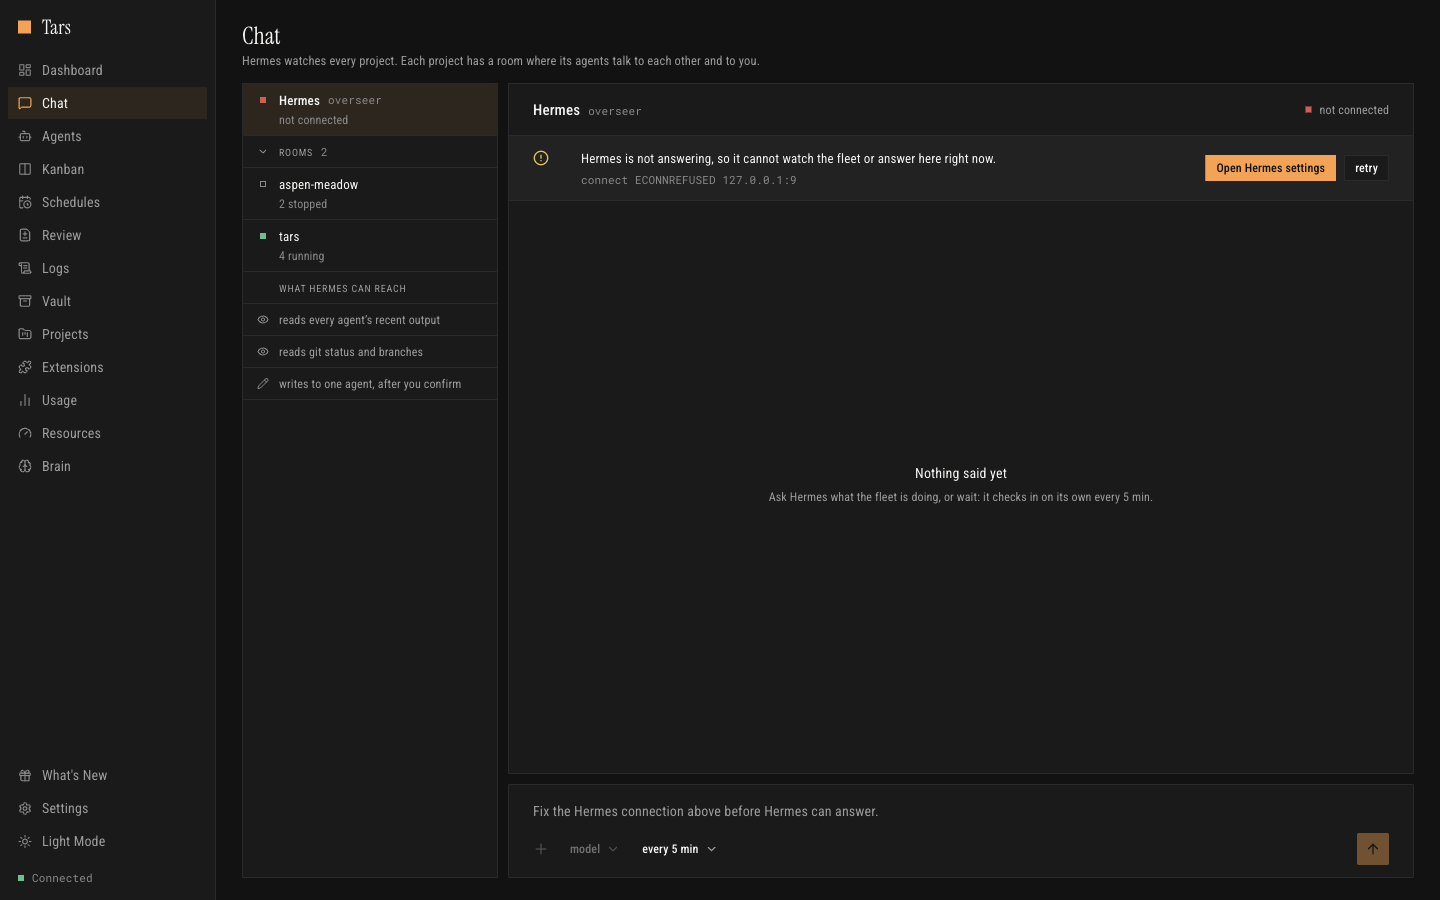 Tars
Dashboard
Chat
Agents
Kanban
Schedules
Review
Logs
Vault
Projects
Extensions
Usage
Resources
Brain
What's New
Settings
Light Mode
Connected
Chat
Hermes watches every project. Each project has a room where its agents talk to each other and to you.
Hermes overseer
not connected
ROOMS 2
aspen-meadow
2 stopped
tars
4 running
WHAT HERMES CAN REACH
reads every agent's recent output
reads git status and branches
writes to one agent, after you confirm
Hermes overseer
not connected
Hermes is not answering, so it cannot watch the fleet or answer here right now.
connect ECONNREFUSED 127.0.0.1:9
Open Hermes settings
retry
Nothing said yet
Ask Hermes what the fleet is doing, or wait: it checks in on its own every 5 min.
Fix the Hermes connection above before Hermes can answer.
model
every 5 min